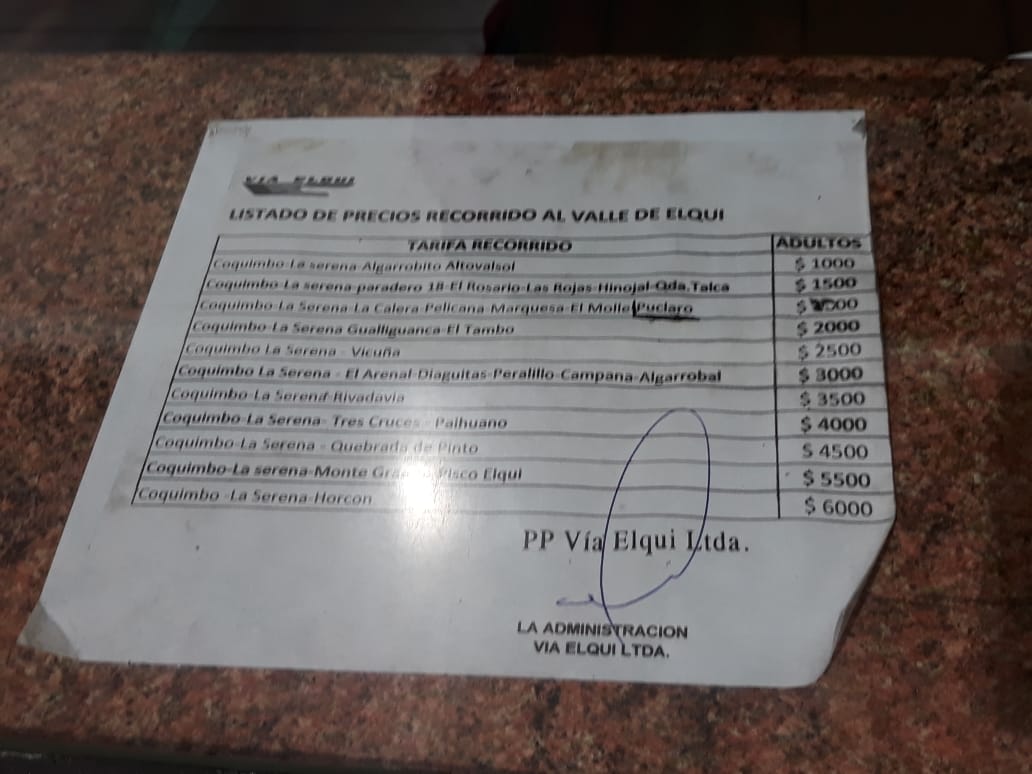 VIA ELQUI
LISTADO DE PRECIOS RECORRIDO AL VALLE DE ELQUI
TARIFA RECORRIDO ADULTOS
Coquimbo-La serena-Algarrobito Altovalsol $ 1000
Coquimbo-La serena-paradero 18-El Rosario-Las Rojas-Hinojal-Qda.Talca $ 1500
Coquimbo-La Serena La Calera Pelicana Marquesa-El Molle Puclaro $
Coquimbo-La Serena Gualliguanca-El Tambo $ 2000
Coquimbo La Serena - Vicuña $ 2500
Coquimbo La Serena - El Arenal-Diaguitas-Peralillo-Campana-Algarrobal $ 3000
Coquimbo-La Serena-Rivadavia $ 3500
Coquimbo-La Serena- Tres Cruces - Paihuano $ 4000
Coquimbo-La Serena - Quebrada de Pinto $ 4500
Coquimbo-La serena-Monte Pisco Elqui $ 5500
Coquimbo -La Serena-Horcon $ 6000
PP Vía Elqui Ltda.
LA ADMINISTRACION
VIA ELQUI LTDA.